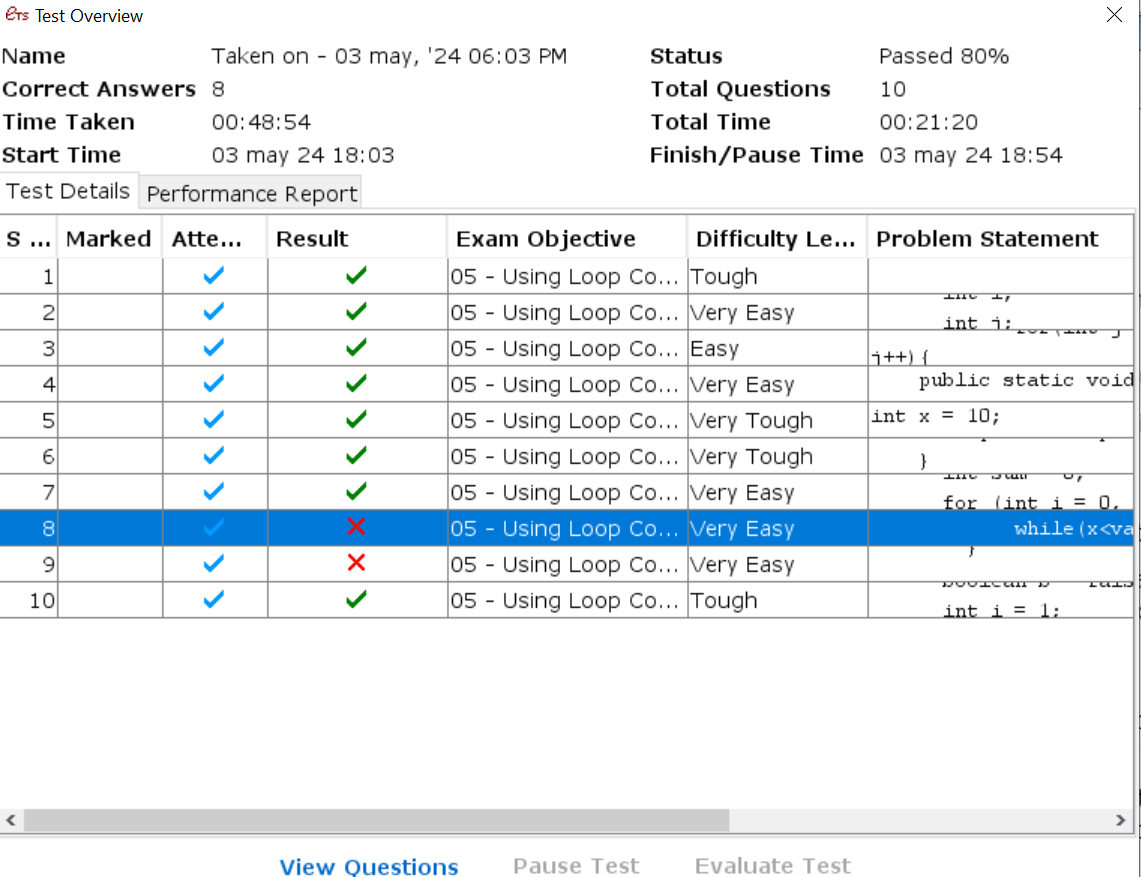 ETS Test Overview
Name Taken on - 03 may, '24 06:03 PM Status Passed 80%
Correct Answers 8 Total Questions 10
Time Taken 00:48:54 Total Time 00:21:20
Start Time 03 may 24 18:03 Finish/Pause Time 03 may 24 18:54
Test Details Performance Report
S ... Marked Atte... Result Exam Objective Difficulty Le... Problem Statement
1 05 - Using Loop Co... Tough
2 05 - Using Loop Co... Very Easy int j;
3 05 - Using Loop Co... Easy j++){
4 05 - Using Loop Co... Very Easy public static void
5 05 - Using Loop Co... Very Tough int x = 10;
6 05 - Using Loop Co... Very Tough }
7 05 - Using Loop Co... Very Easy for (int i = 0,
8 05 - Using Loop Co... Very Easy while(x<va
9 05 - Using Loop Co... Very Easy
10 05 - Using Loop Co... Tough int i = 1;
View Questions Pause Test Evaluate Test